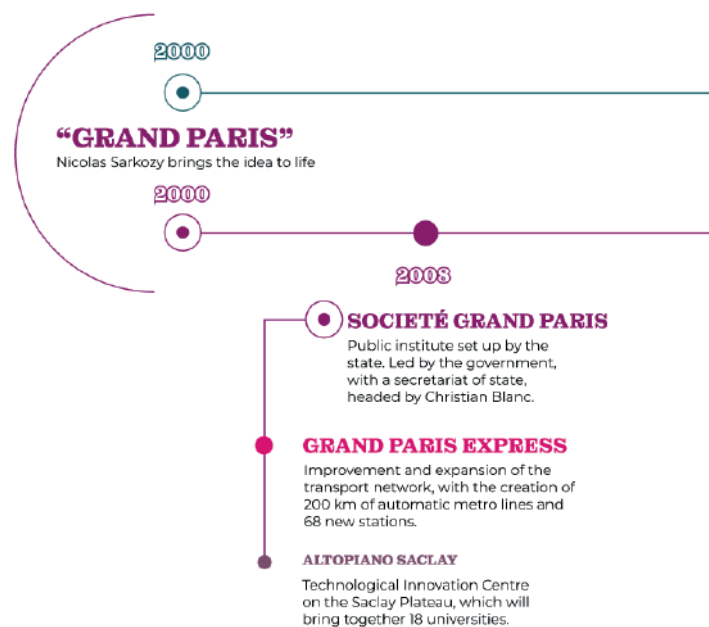 2000
“GRAND PARIS”
Nicolas Sarkozy brings the idea to life
2000
2008
SOCIETÉ GRAND PARIS
Public institute set up by the
state. Led by the government,
with a secretariat of state,
headed by Christian Blanc.
GRAND PARIS EXPRESS
Improvement and expansion of the
transport network, with the creation of
200 km of automatic metro lines and
68 new stations.
ALTOPIANO SACLAY
Technological Innovation Centre
on the Saclay Plateau, which will
bring together 18 universities.